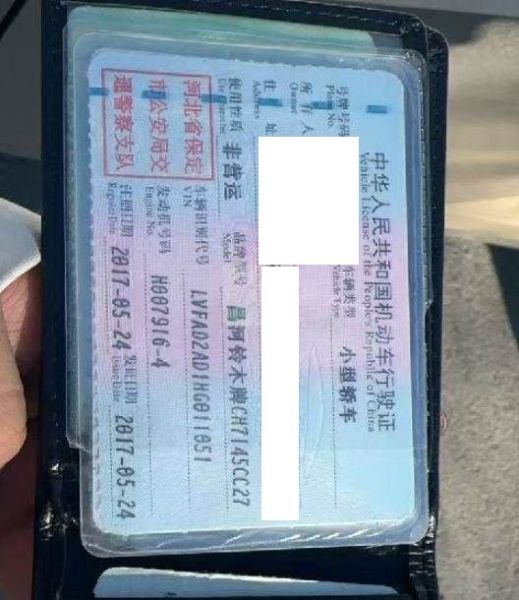 中华人民共和国机动车行驶证
Vehicle License of the People's Republic of China
号牌号码
Plate No.
车辆类型 小型轿车
Vehicle Type
所有人
Owner
住址
Address
使用性质 非营运
Use Character
品牌型号 昌河铃木牌CH7145CC27
Model
河北省保定
市公安局交
通警察支队
车辆识别代号 LVFAD2AD1HG011051
VIN
发动机号码 H007916-4
Engine No.
注册日期 2017-05-24
Register Date
发证日期 2017-05-24
Issue Date